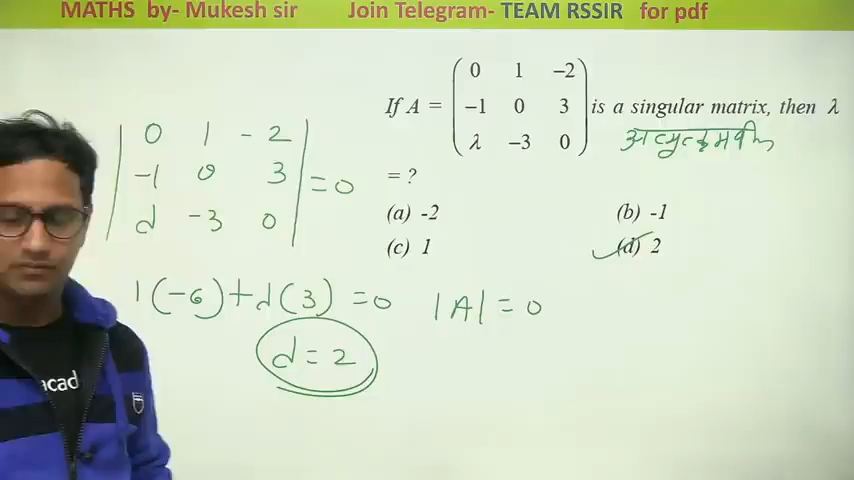 MATHS by- Mukesh sir Join Telegram- TEAM RSSIR for pdf
If A = (0 1 −2
−1 0 3
λ −3 0) is a singular matrix, then λ
= ?
(a) -2 (b) -1
(c) 1 (d) 2
|0 1 -2
-1 0 3
d -3 0| = 0
1(-6)+d(3) = 0 |A| = 0
d = 2
acad